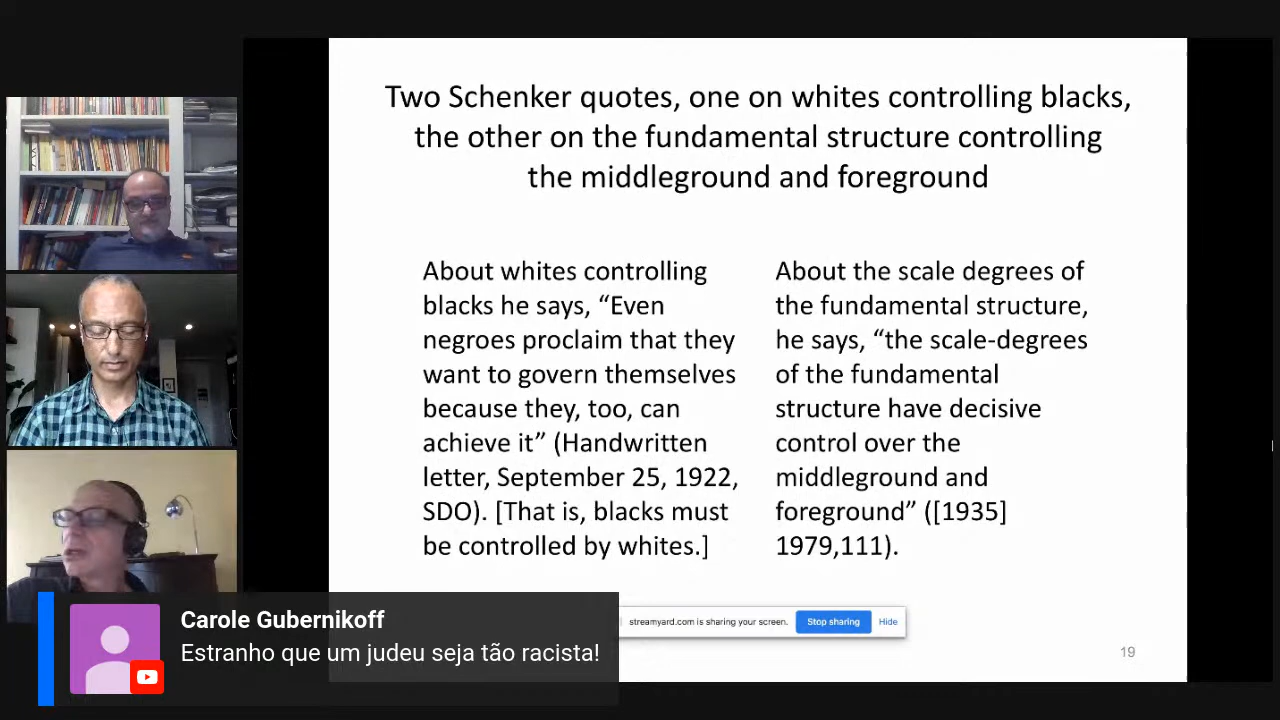 Two Schenker quotes, one on whites controlling blacks,
the other on the fundamental structure controlling
the middleground and foreground
About whites controlling
blacks he says, “Even
negroes proclaim that they
want to govern themselves
because they, too, can
achieve it” (Handwritten
letter, September 25, 1922,
SDO). [That is, blacks must
be controlled by whites.]
About the scale degrees of
the fundamental structure,
he says, “the scale-degrees
of the fundamental
structure have decisive
control over the
middleground and
foreground” ([1935]
1979,111).
streamyard.com is sharing your screen.
Stop sharing
Hide
19
Carole Gubernikoff
Estranho que um judeu seja tão racista!